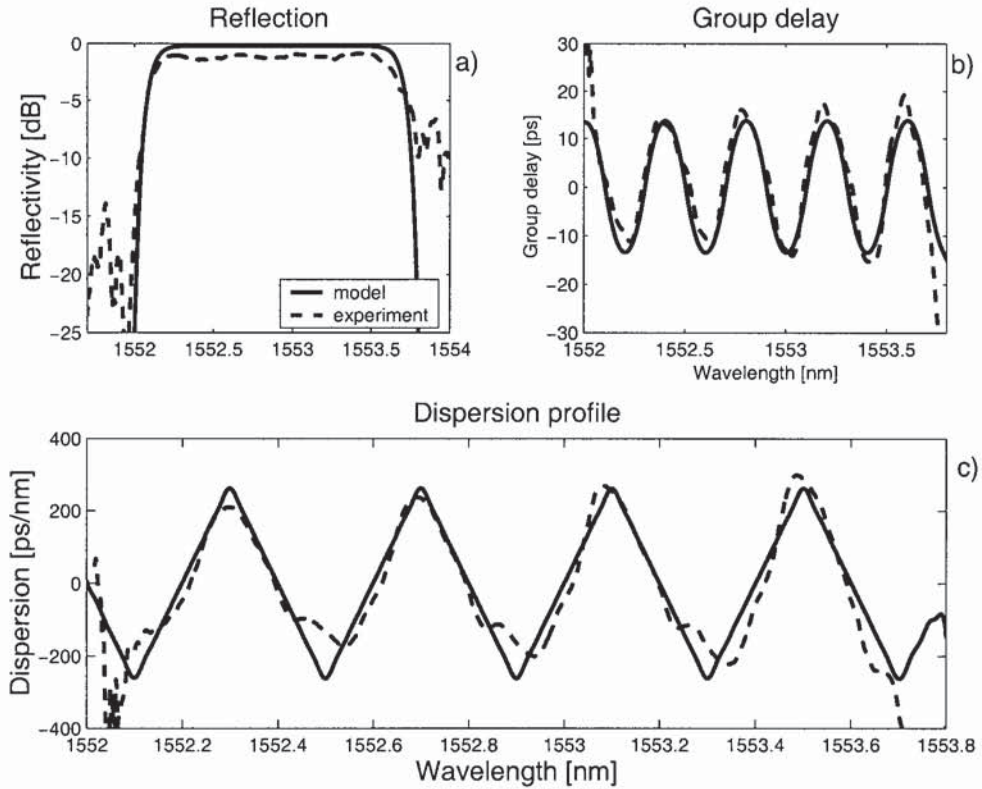 Reflection
0
-5
-10
-15
-20
-25
1552
1552.5
1553
1553.5
1554
Reflectivity [dB]
a)
model
experiment
Group delay
30
20
10
0
-10
-20
-30
1552
1552.5
1553
1553.5
Group delay [ps]
Wavelength [nm]
b)
Dispersion profile
400
200
0
-200
-400
1552
1552.2
1552.4
1552.6
1552.8
1553
1553.2
1553.4
1553.6
1553.8
Dispersion [ps/nm]
Wavelength [nm]
c)